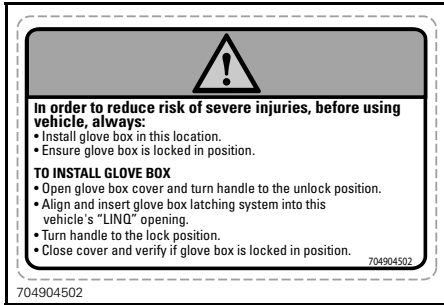 In order to reduce risk of severe injuries, before using
vehicle, always:
• Install glove box in this location.
• Ensure glove box is locked in position.
TO INSTALL GLOVE BOX
• Open glove box cover and turn handle to the unlock position.
• Align and insert glove box latching system into this
vehicle's “LINQ” opening.
• Turn handle to the lock position.
• Close cover and verify if glove box is locked in position.
704904502
704904502